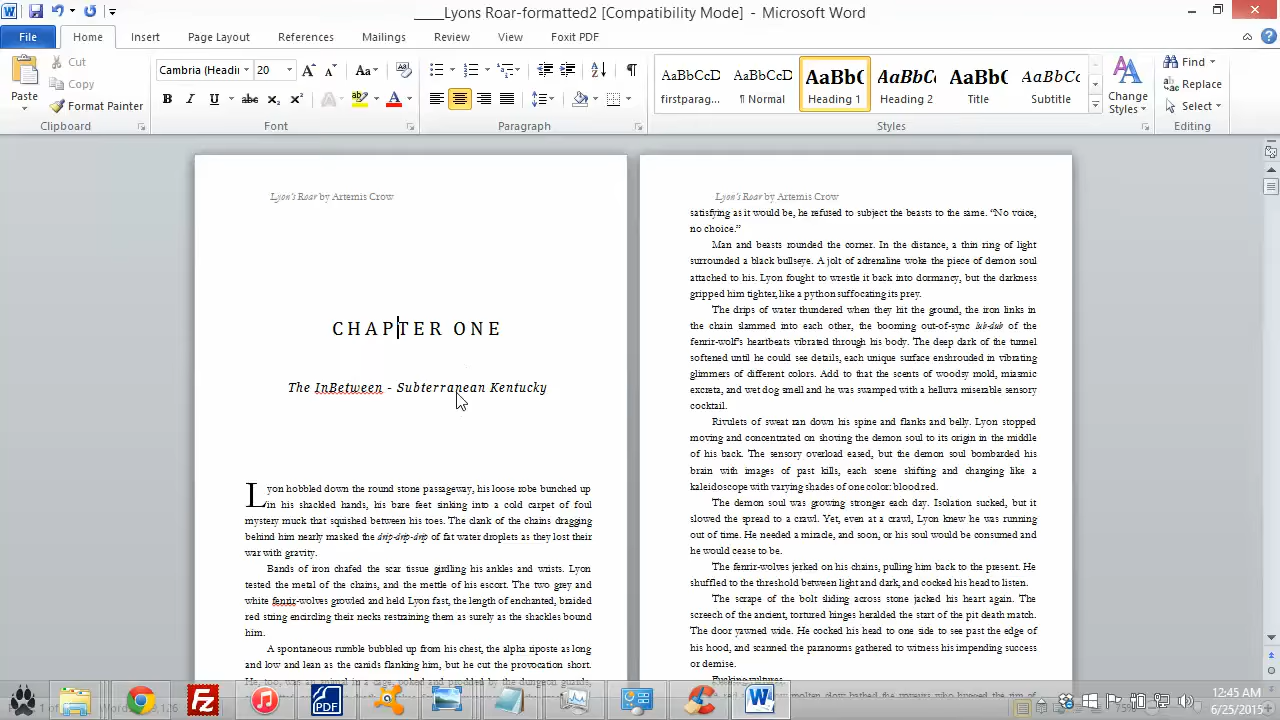 ____Lyons Roar-formatted2 [Compatibility Mode] - Microsoft Word
File Home Insert Page Layout References Mailings Review View Foxit PDF
Paste
Cut
Copy
Format Painter
Clipboard
Cambria (Headi 20
Font
Paragraph
AaBbCcD AaBbCcD AaBbC AaBbCc AaBbC AaBbCc
firstparag... ¶ Normal Heading 1 Heading 2 Title Subtitle
Change
Styles
Styles
Find
Replace
Select
Editing
Lyon's Roar by Artemis Crow
CHAPTER ONE
The InBetween - Subterranean Kentucky
Lyon hobbled down the round stone passageway, his loose robe bunched up
in his shackled hands, his bare feet sinking into a cold carpet of foul
mystery muck that squished between his toes. The clank of the chains dragging
behind him nearly masked the drip-drip-drip of fat water droplets as they lost their
war with gravity.
Bands of iron chafed the scar tissue girdling his ankles and wrists. Lyon
tested the metal of the chains, and the mettle of his escort. The two grey and
white fenrir-wolves growled and held Lyon fast, the length of enchanted, braided
red string encircling their necks restraining them as surely as the shackles bound
him.
A spontaneous rumble bubbled up from his chest, the alpha riposte as long
and low and lean as the canids flanking him, but he cut the provocation short.
He, too, was an animal in a cage, poked and prodded by the dungeon guards,
Lyon's Roar by Artemis Crow
satisfying as it would be, he refused to subject the beasts to the same. “No voice,
no choice.”
Man and beasts rounded the corner. In the distance, a thin ring of light
surrounded a black bullseye. A jolt of adrenaline woke the piece of demon soul
attached to his. Lyon fought to wrestle it back into dormancy, but the darkness
gripped him tighter, like a python suffocating its prey.
The drips of water thundered when they hit the ground, the iron links in
the chain slammed into each other, the booming out-of-sync lub-dub of the
fenrir-wolf's heartbeats vibrated through his body. The deep dark of the tunnel
softened until he could see details, each unique surface enshrouded in vibrating
glimmers of different colors. Add to that the scents of woodsy mold, miasmic
excreta, and wet dog smell and he was swamped with a helluva miserable sensory
cocktail.
Rivulets of sweat ran down his spine and flanks and belly. Lyon stopped
moving and concentrated on shoving the demon soul to its origin in the middle
of his back. The sensory overload eased, but the demon soul bombarded his
brain with images of past kills, each scene shifting and changing like a
kaleidoscope with varying shades of one color: blood red.
The demon soul was growing stronger each day. Isolation sucked, but it
slowed the spread to a crawl. Yet, even at a crawl, Lyon knew he was running
out of time. He needed a miracle, and soon, or his soul would be consumed and
he would cease to be.
The fenrir-wolves jerked on his chains, pulling him back to the present. He
shuffled to the threshold between light and dark, and cocked his head to listen.
The scrape of the bolt sliding across stone jacked his heart again. The
screech of the ancient, tortured hinges heralded the start of the pit death match.
The door yawned wide. He cocked his head to one side to see past the edge of
his hood, and scanned the paranorms gathered to witness his impending success
or demise.
Fucking vultures.
PDF
12:45 AM
6/25/2015